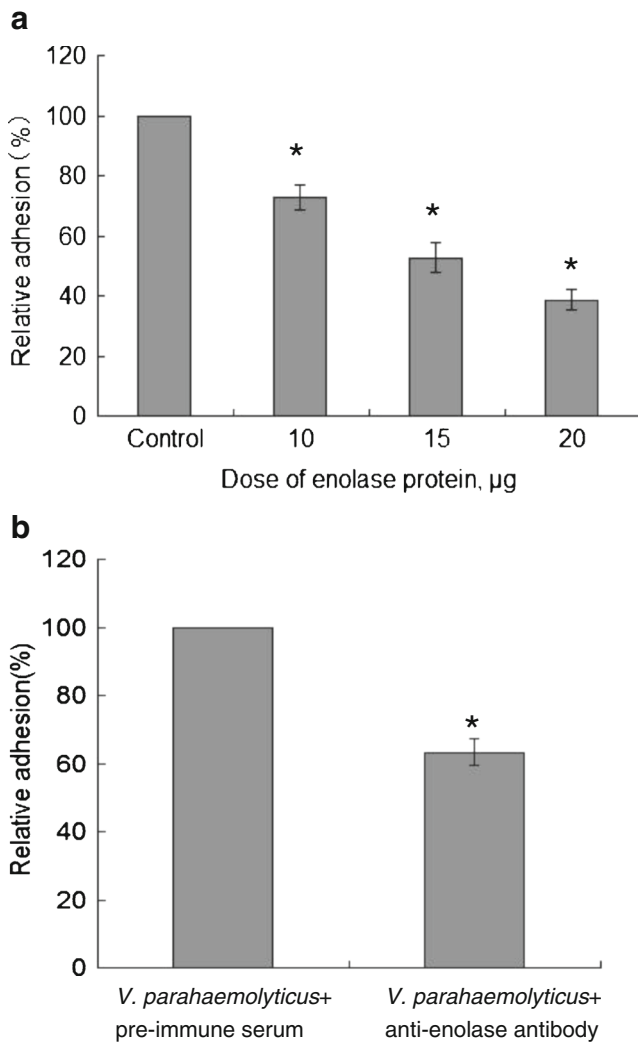 a
120
100
80
60
40
20
0
Relative adhesion (%)
*
*
*
Control 10 15 20
Dose of enolase protein, µg
b
120
100
80
60
40
20
0
Relative adhesion(%)
*
V. parahaemolyticus+ V. parahaemolyticus+
pre-immune serum anti-enolase antibody